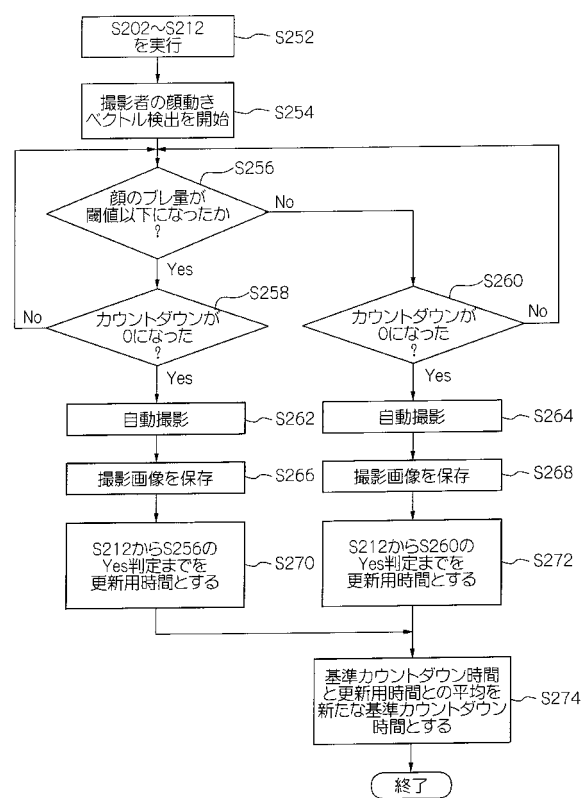 S202～S212
を実行
S252
撮影者の顔動き
ベクトル検出を開始
S254
S256
顔のブレ量が
閾値以下になったか
?
No
Yes
S258
No
カウントダウンが
0になった
?
Yes
S260
カウントダウンが
0になった
?
No
Yes
自動撮影
S262
自動撮影
S264
撮影画像を保存
S266
撮影画像を保存
S268
S212からS256の
Yes判定までを
更新用時間とする
S270
S212からS260の
Yes判定までを
更新用時間とする
S272
基準カウントダウン時間
と更新用時間との平均を
新たな基準カウントダウン
時間とする
S274
終了